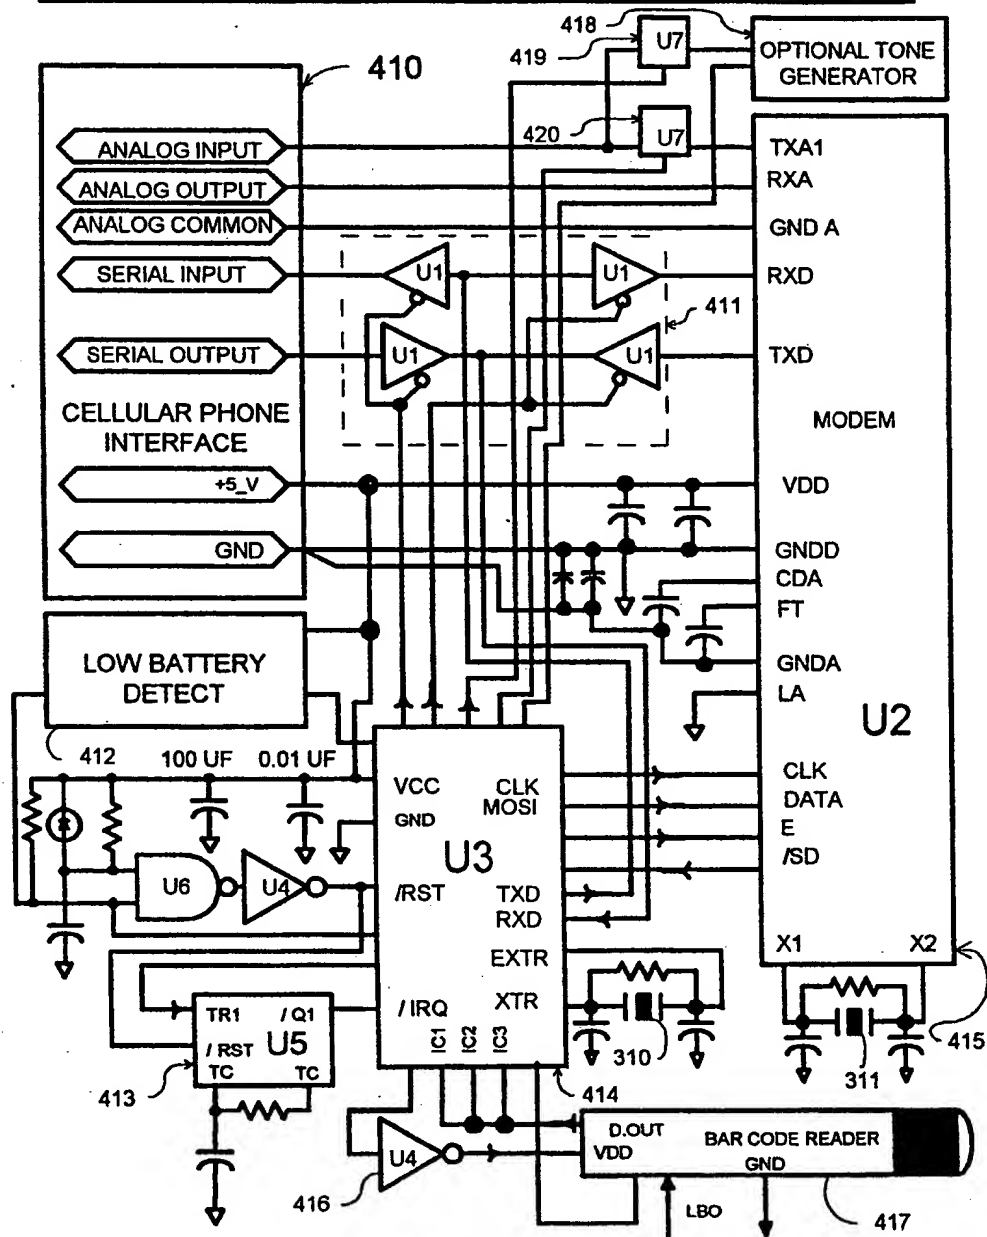 418
419
U7
OPTIONAL TONE
GENERATOR
410
420
U7
ANALOG INPUT
TXA1
ANALOG OUTPUT
RXA
ANALOG COMMON
GND A
SERIAL INPUT
U1
U1
RXD
411
SERIAL OUTPUT
U1
U1
TXD
CELLULAR PHONE
INTERFACE
MODEM
+5_V
VDD
GND
GNDD
CDA
FT
LOW BATTERY
DETECT
GNDA
LA
U2
412
100 UF
0.01 UF
VCC
CLK
MOSI
CLK
GND
DATA
U3
E
/SD
U6
U4
/RST
TXD
RXD
X1
X2
EXTR
TR1
/ Q1
/ IRQ
XTR
U5
/ RST
TC
TC
IC1
IC2
IC3
310
415
413
414
311
D.OUT
BAR CODE READER
VDD
GND
U4
416
LBO
417